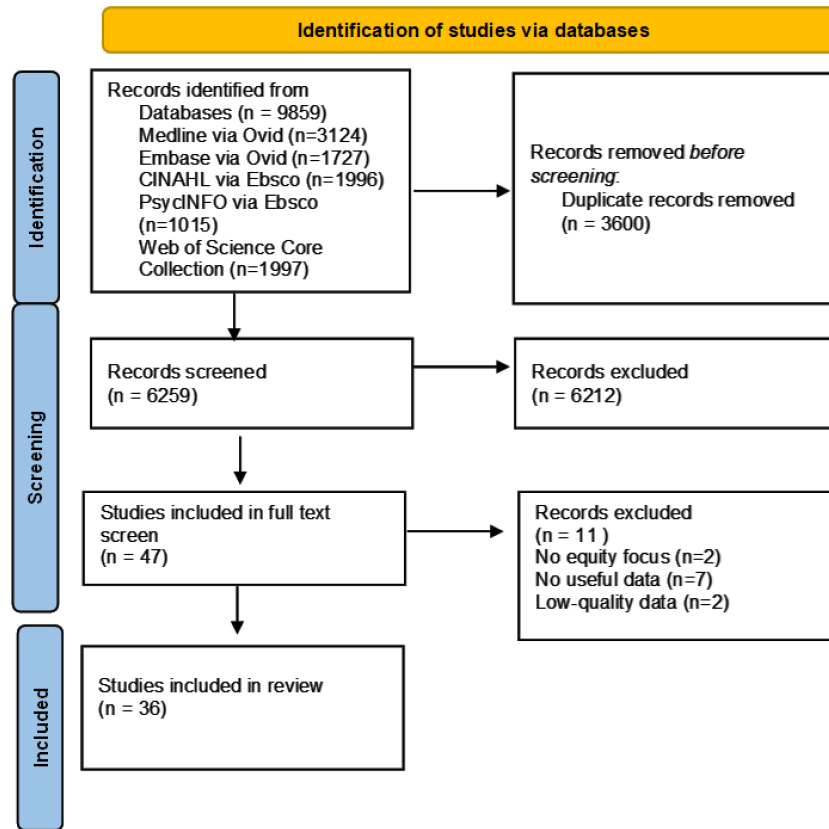 Identification of studies via databases
Identification
Records identified from
Databases (n = 9859)
Medline via Ovid (n=3124)
Embase via Ovid (n=1727)
CINAHL via Ebsco (n=1996)
PsycINFO via Ebsco
(n=1015)
Web of Science Core
Collection (n=1997)
Records removed before
screening:
Duplicate records removed
(n = 3600)
Screening
Records screened
(n = 6259)
Records excluded
(n = 6212)
Studies included in full text
screen
(n = 47)
Records excluded
(n = 11 )
No equity focus (n=2)
No useful data (n=7)
Low-quality data (n=2)
Included
Studies included in review
(n = 36)